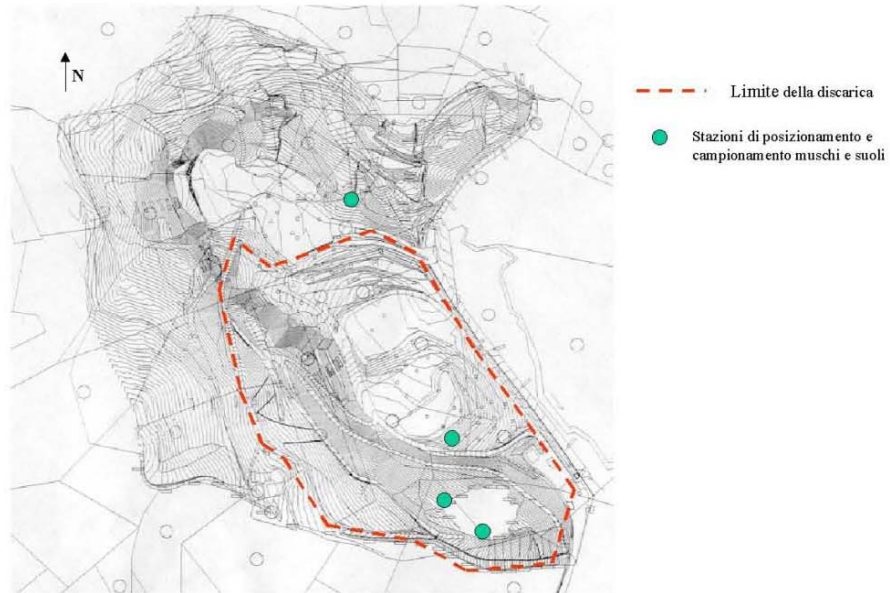 N
Limite della discarica
Stazioni di posizionamento e
campionamento muschi e suoli